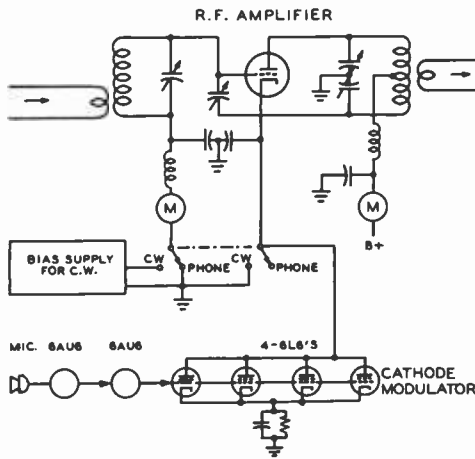 R.F. AMPLIFIER
M
M
B+
BIAS SUPPLY
FOR C.W.
CW
PHONE
CW
PHONE
MIC.
6AU6
6AU6
4-6L6'S
CATHODE
MODULATOR